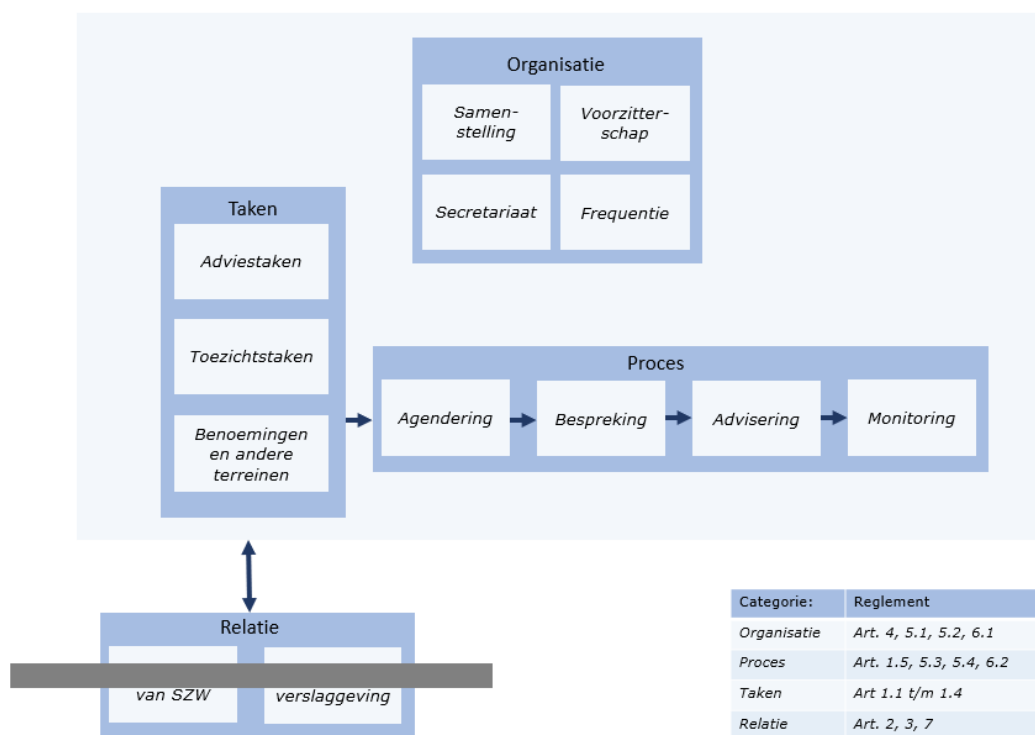 Organisatie
Samen-
stelling
Voorzitter-
schap
Secretariaat
Frequentie
Taken
Adviestaken
Toezichtstaken
Benoemingen
en andere
terreinen
Proces
Agendering
Bespreking
Advisering
Monitoring
Relatie
van SZW
verslaggeving
Categorie: Reglement
Organisatie Art. 4, 5.1, 5.2, 6.1
Proces Art. 1.5, 5.3, 5.4, 6.2
Taken Art 1.1 t/m 1.4
Relatie Art. 2, 3, 7